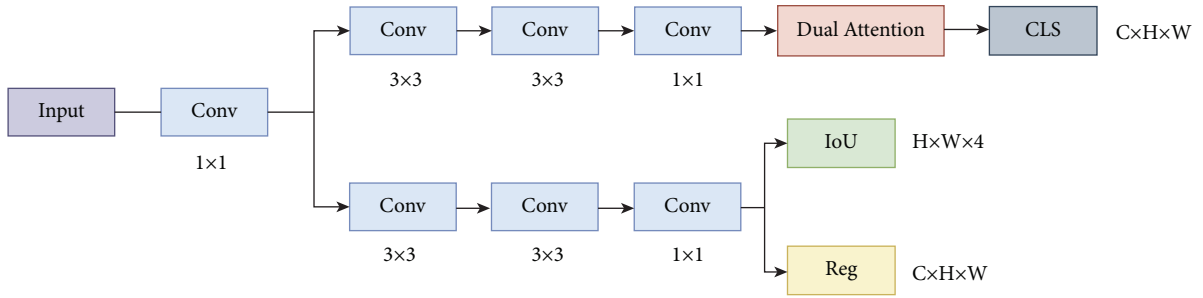 Input
Conv
1×1
Conv
3×3
Conv
3×3
Conv
1×1
Dual Attention
CLS
C×H×W
Conv
3×3
Conv
3×3
Conv
1×1
IoU
H×W×4
Reg
C×H×W